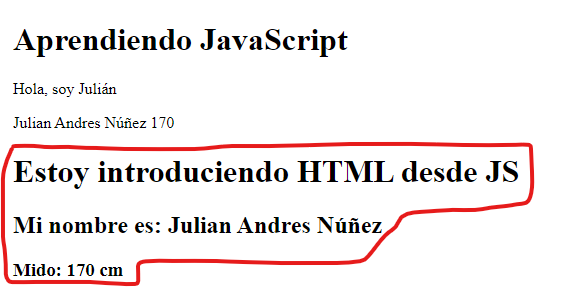 Aprendiendo JavaScript
Hola, soy Julián
Julian Andres Núñez 170
Estoy introduciendo HTML desde JS
Mi nombre es: Julian Andres Núñez
Mido: 170 cm